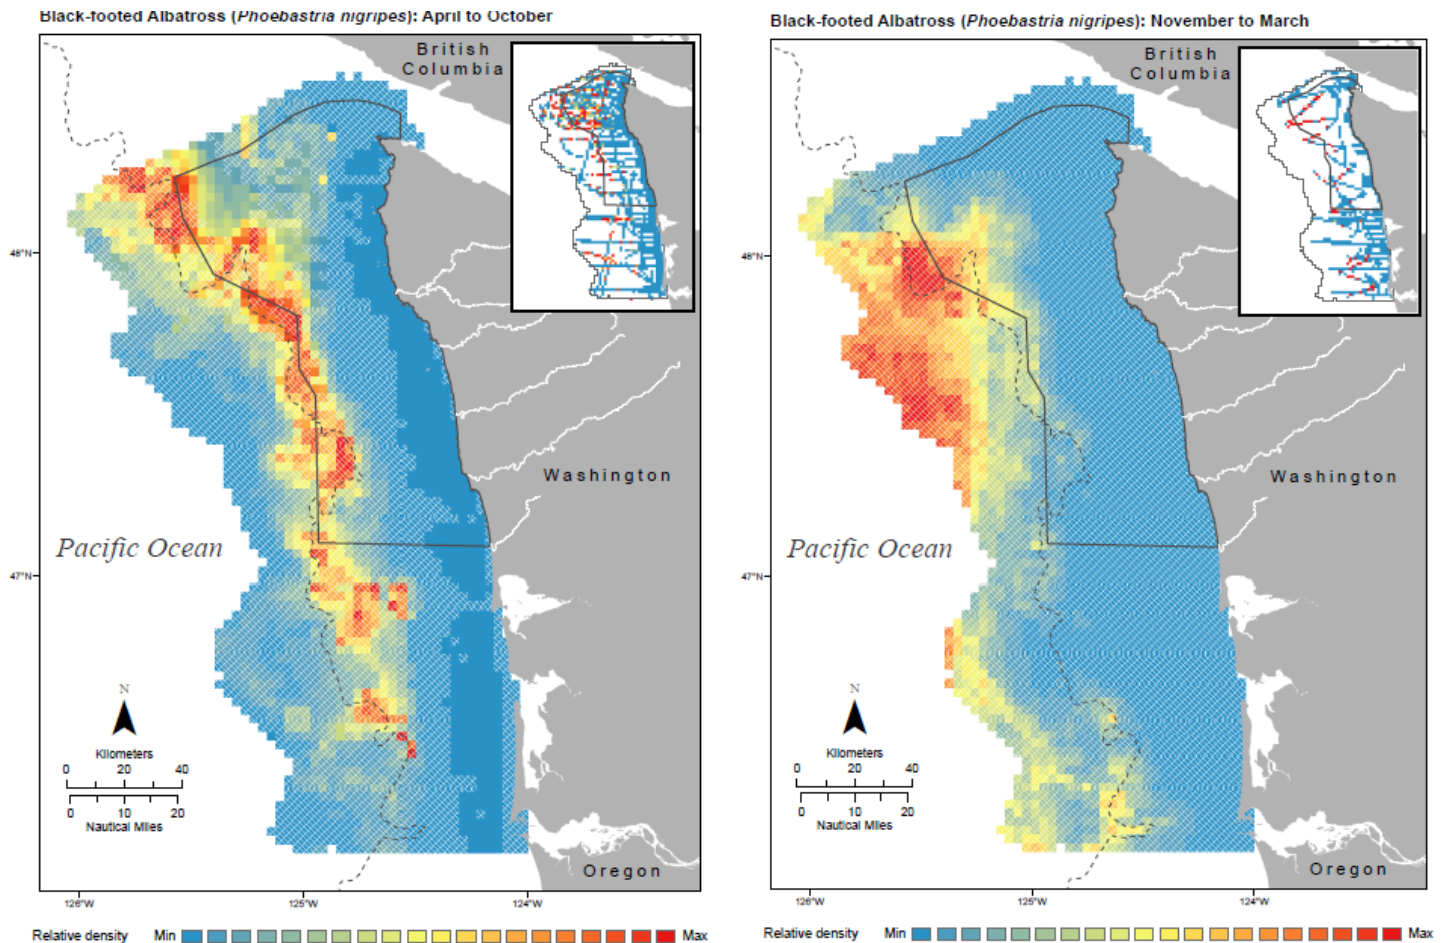 Black-footed Albatross (Phoebastria nigripes): April to October
British
Columbia
48°N
Washington
Pacific Ocean
47°N
N
Kilometers
0 20 40
0 10 20
Nautical Miles
Oregon
126°W 125°W 124°W
Relative density Min Max
Black-footed Albatross (Phoebastria nigripes): November to March
British
Columbia
48°N
Washington
Pacific Ocean
47°N
N
Kilometers
0 20 40
0 10 20
Nautical Miles
Oregon
126°W 125°W 124°W
Relative density Min Max